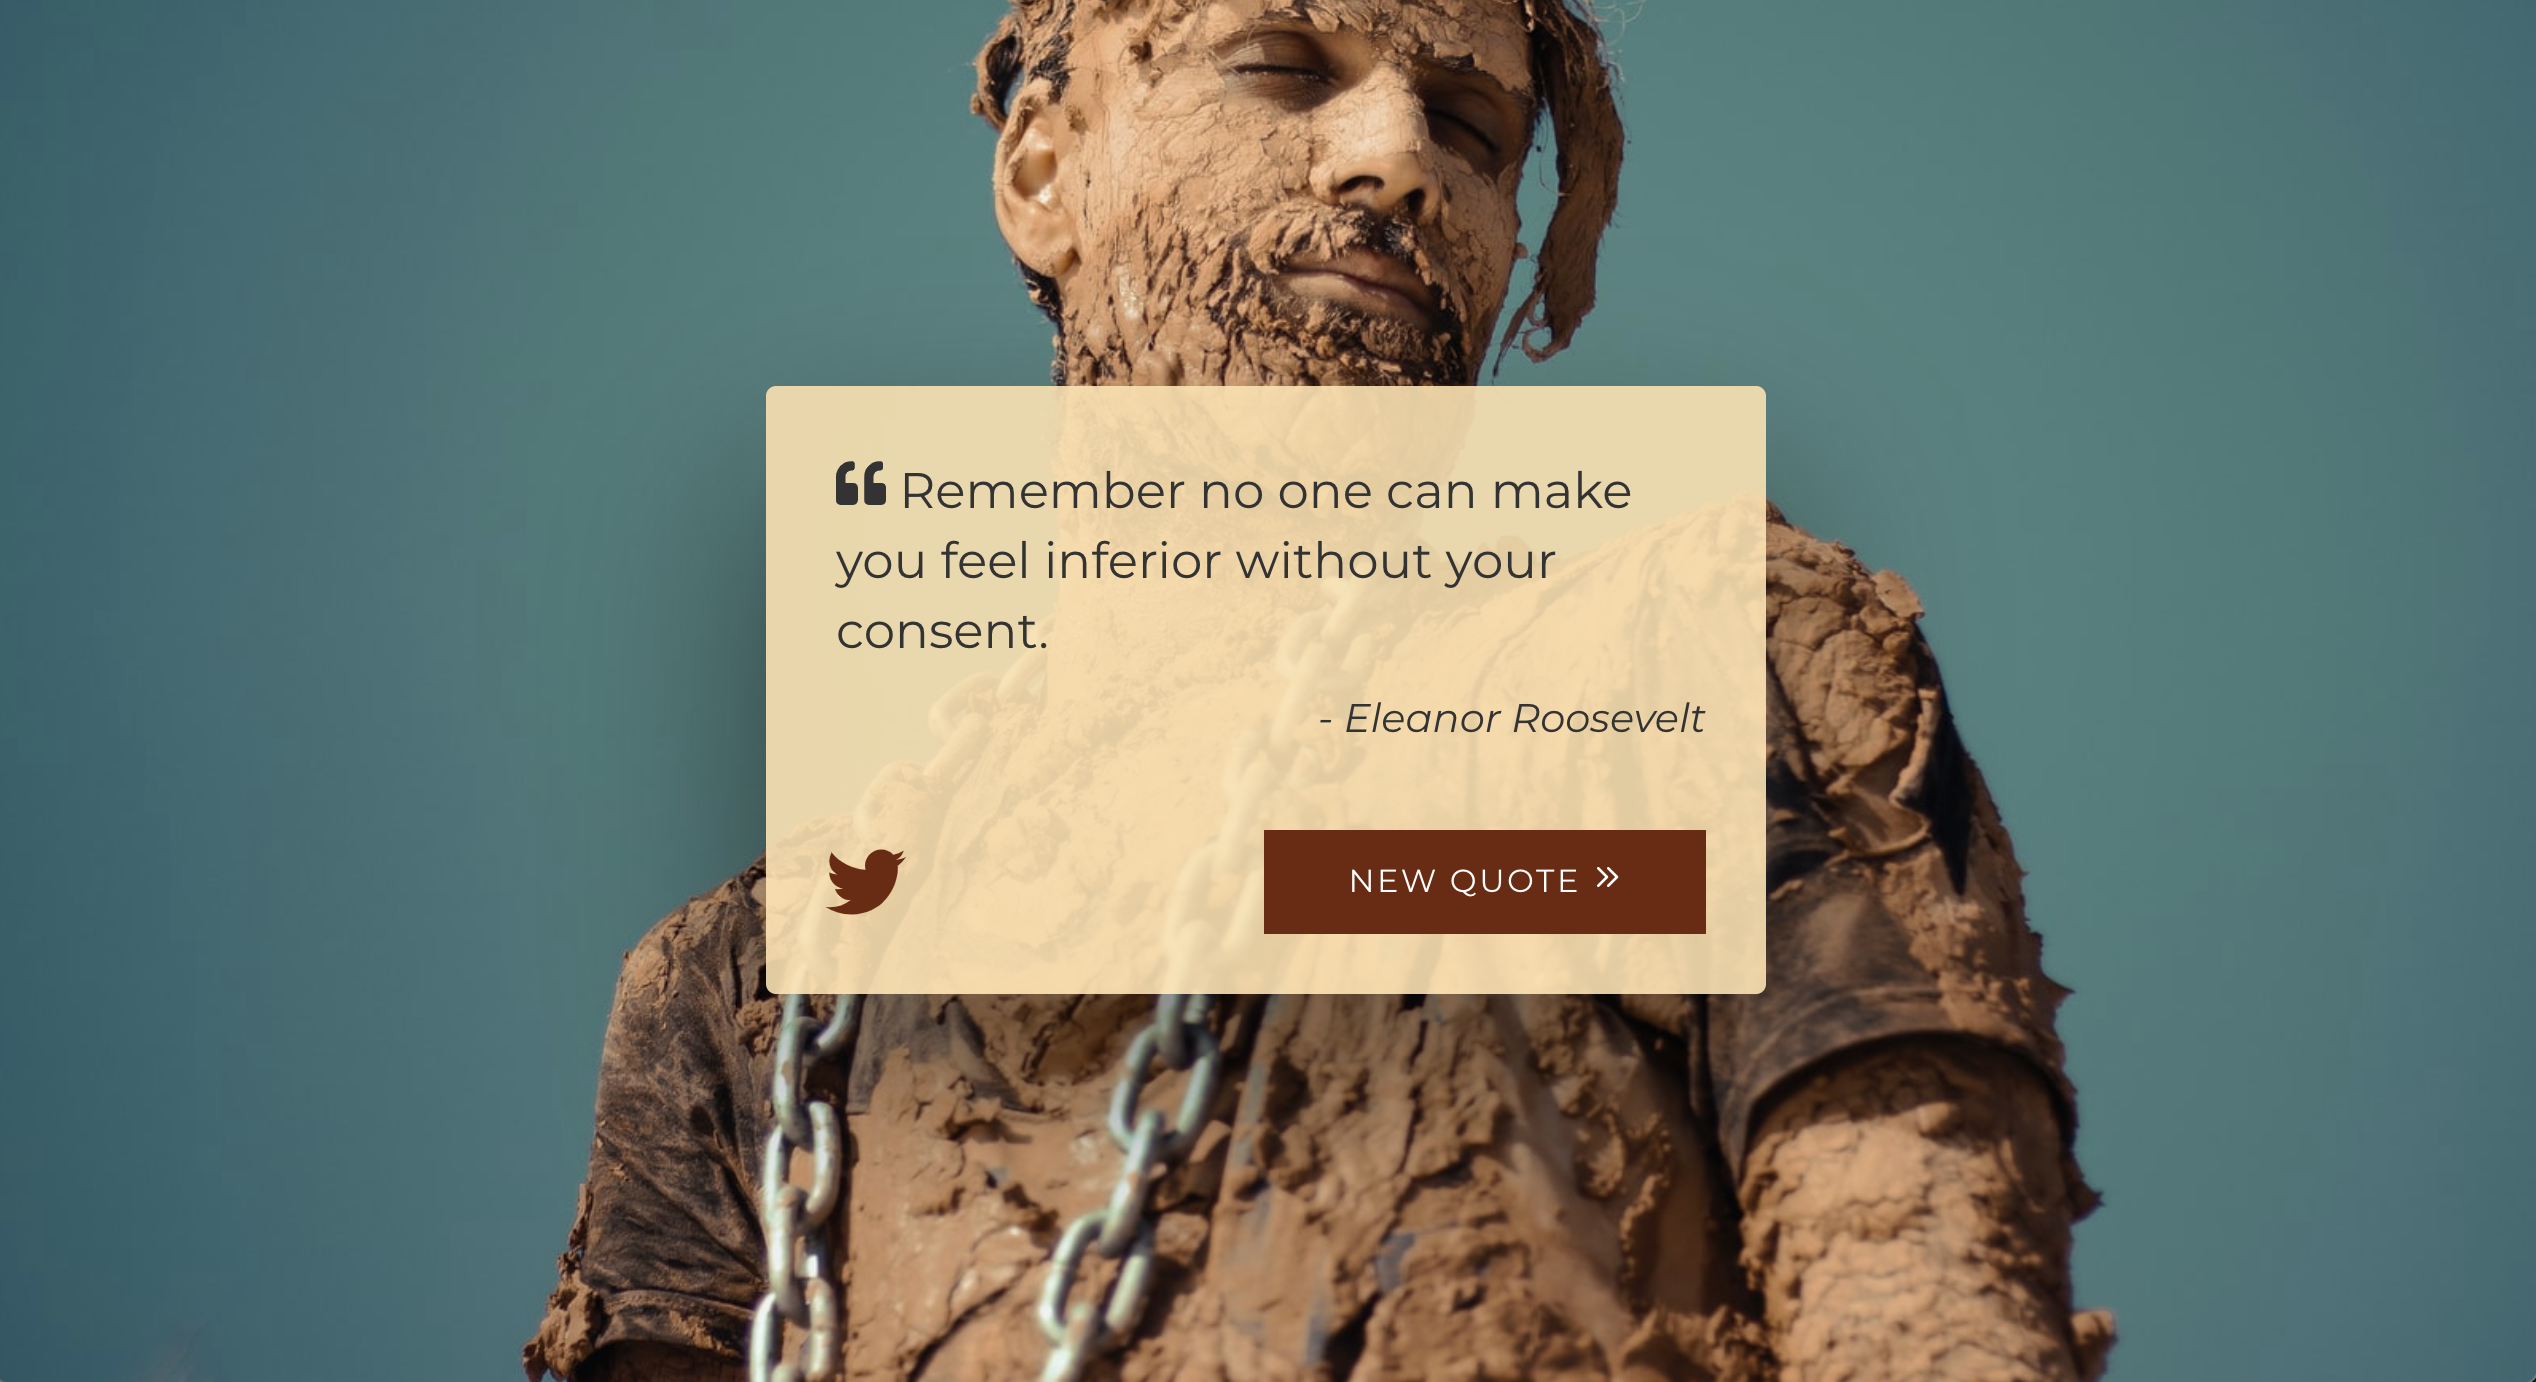 Remember no one can make
you feel inferior without your
consent.
- Eleanor Roosevelt
NEW QUOTE »